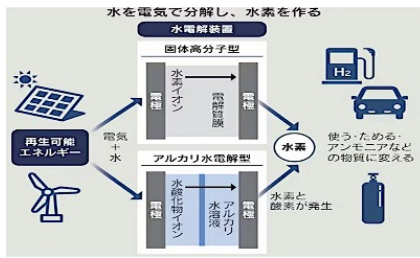 水を電気で分解し、水素を作る
水電解装置
固体高分子型
電極
水素イオン
電解質膜
電極
H2
再生可能
エネルギー
電気
+
水
水素
使う・ためる・
アンモニアなど
の物質に変える
アルカリ水電解型
電極
水酸化物イオン
アルカリ
水溶液
電極
水素と
酸素が発生